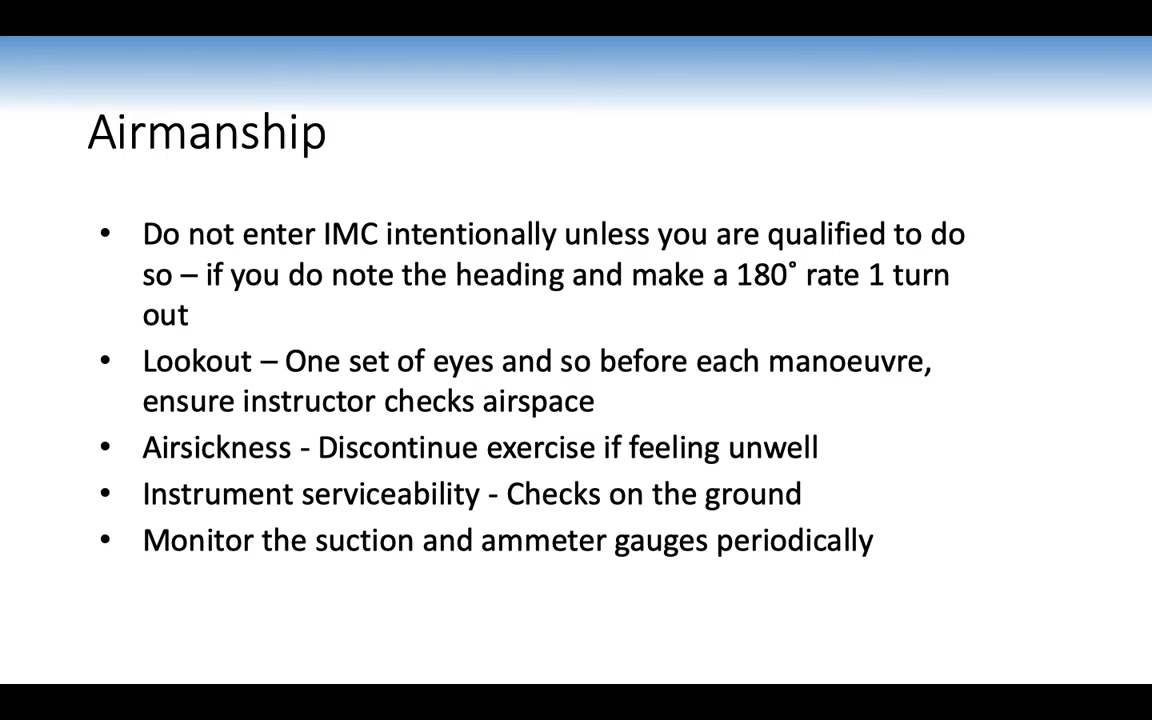 Airmanship
• Do not enter IMC intentionally unless you are qualified to do
so – if you do note the heading and make a 180˚ rate 1 turn
out
• Lookout – One set of eyes and so before each manoeuvre,
ensure instructor checks airspace
• Airsickness - Discontinue exercise if feeling unwell
• Instrument serviceability - Checks on the ground
• Monitor the suction and ammeter gauges periodically